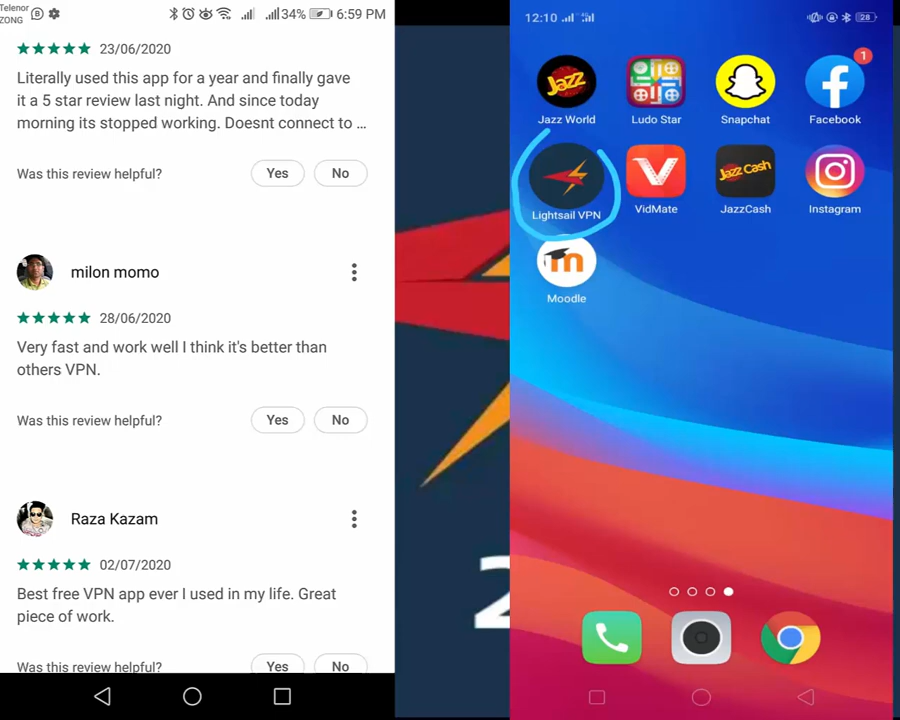 Telenor
ZONG
34%
6:59 PM
23/06/2020
Literally used this app for a year and finally gave
it a 5 star review last night. And since today
morning its stopped working. Doesnt connect to ...
Was this review helpful?
Yes
No
milon momo
28/06/2020
Very fast and work well I think it's better than
others VPN.
Was this review helpful?
Yes
No
Raza Kazam
02/07/2020
Best free VPN app ever I used in my life. Great
piece of work.
Was this review helpful?
Yes
No
2
12:10
28
Jazz
Jazz World
Ludo Star
Snapchat
1
Facebook
Lightsail VPN
VidMate
Jazz Cash
JazzCash
Instagram
m
Moodle